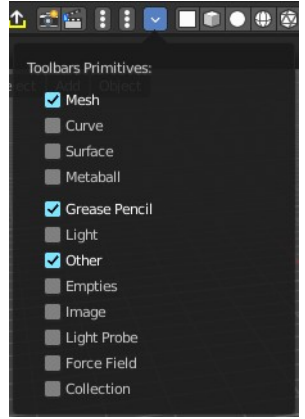 Toolbars Primitives:
Mesh
Curve
Surface
Metaball
Grease Pencil
Light
Other
Empties
Image
Light Probe
Force Field
Collection